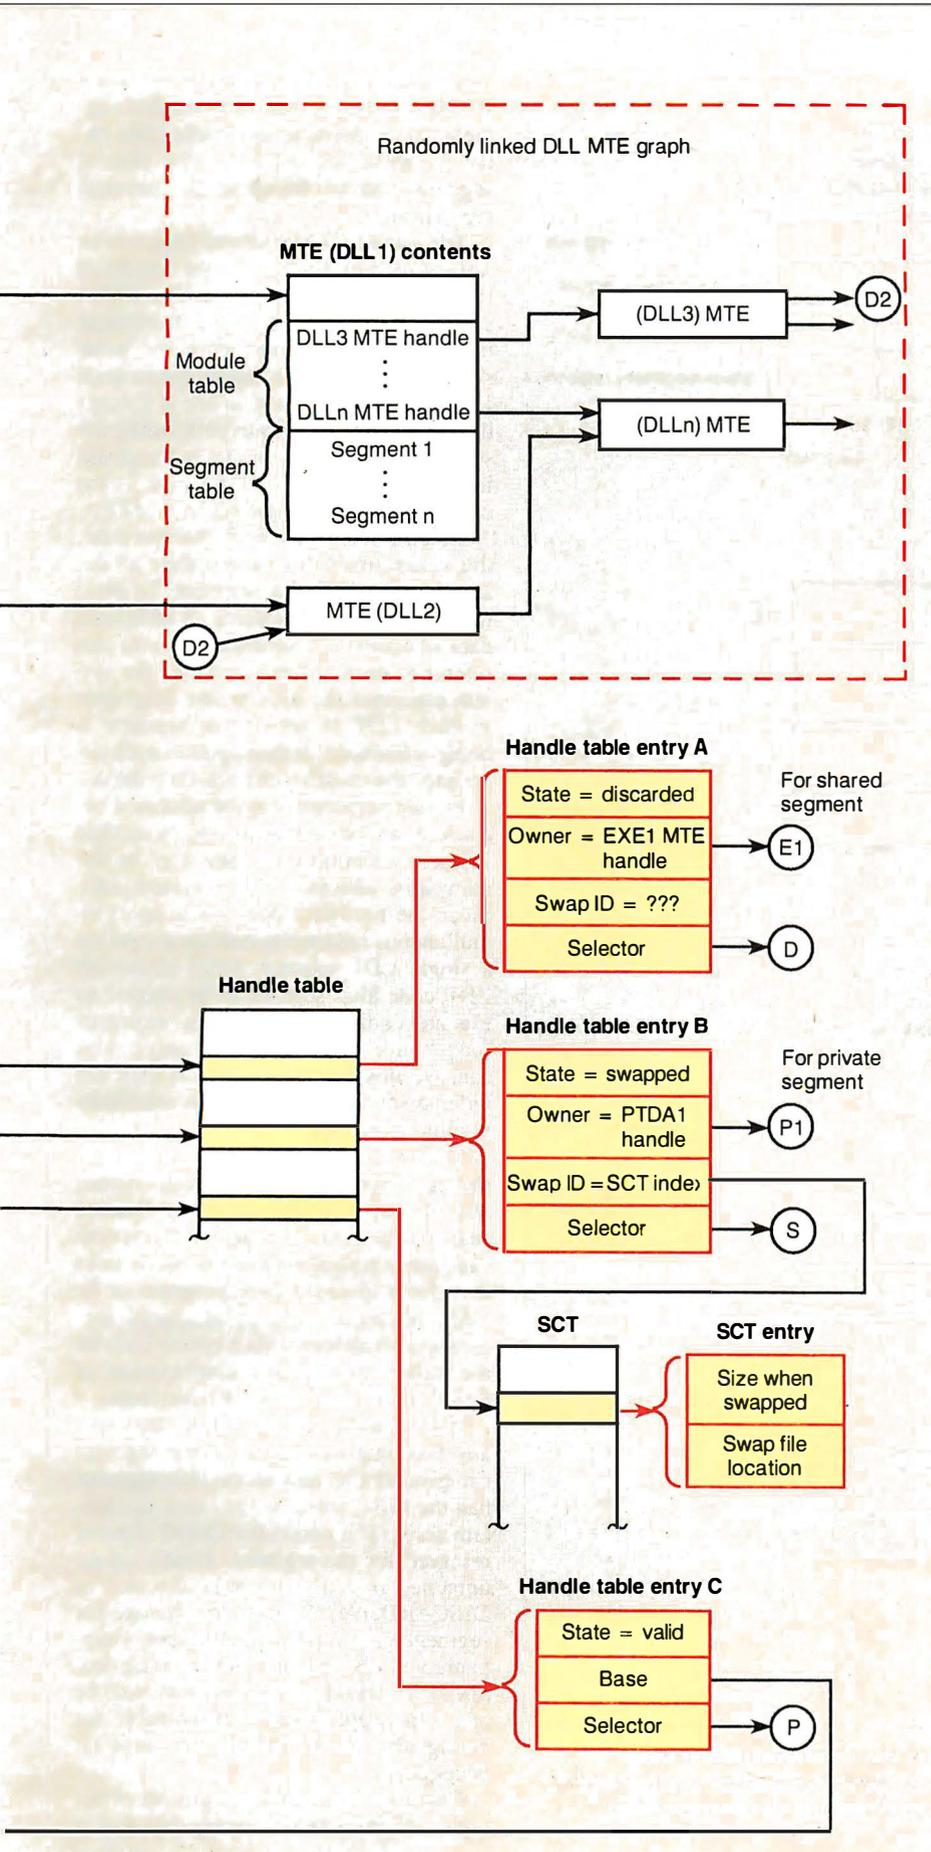 Randomly linked DLL MTE graph
MTE (DLL1) contents
DLL3 MTE handle
DLLn MTE handle
Module
table
Segment 1
Segment n
Segment
table
(DLL3) MTE
D2
(DLLn) MTE
MTE (DLL2)
D2
Handle table entry A
State = discarded
Owner = EXE1 MTE
handle
Swap ID = ???
Selector
For shared
segment
E1
D
Handle table
Handle table entry B
State = swapped
Owner = PTDA1
handle
Swap ID = SCT index
Selector
For private
segment
P1
S
SCT
SCT entry
Size when
swapped
Swap file
location
Handle table entry C
State = valid
Base
Selector
P